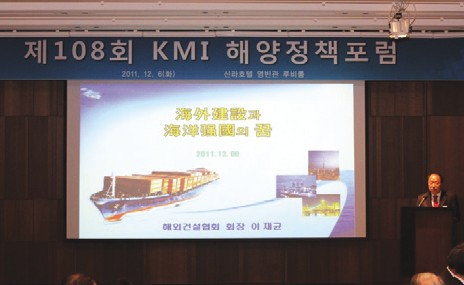 제108회 KMI 해양정책포럼
2011. 12. 6(화) 신라호텔 영빈관 루비홀
海外建設과
海洋强國의 꿈
2011.12.06
해외건설협회 회장 이재균